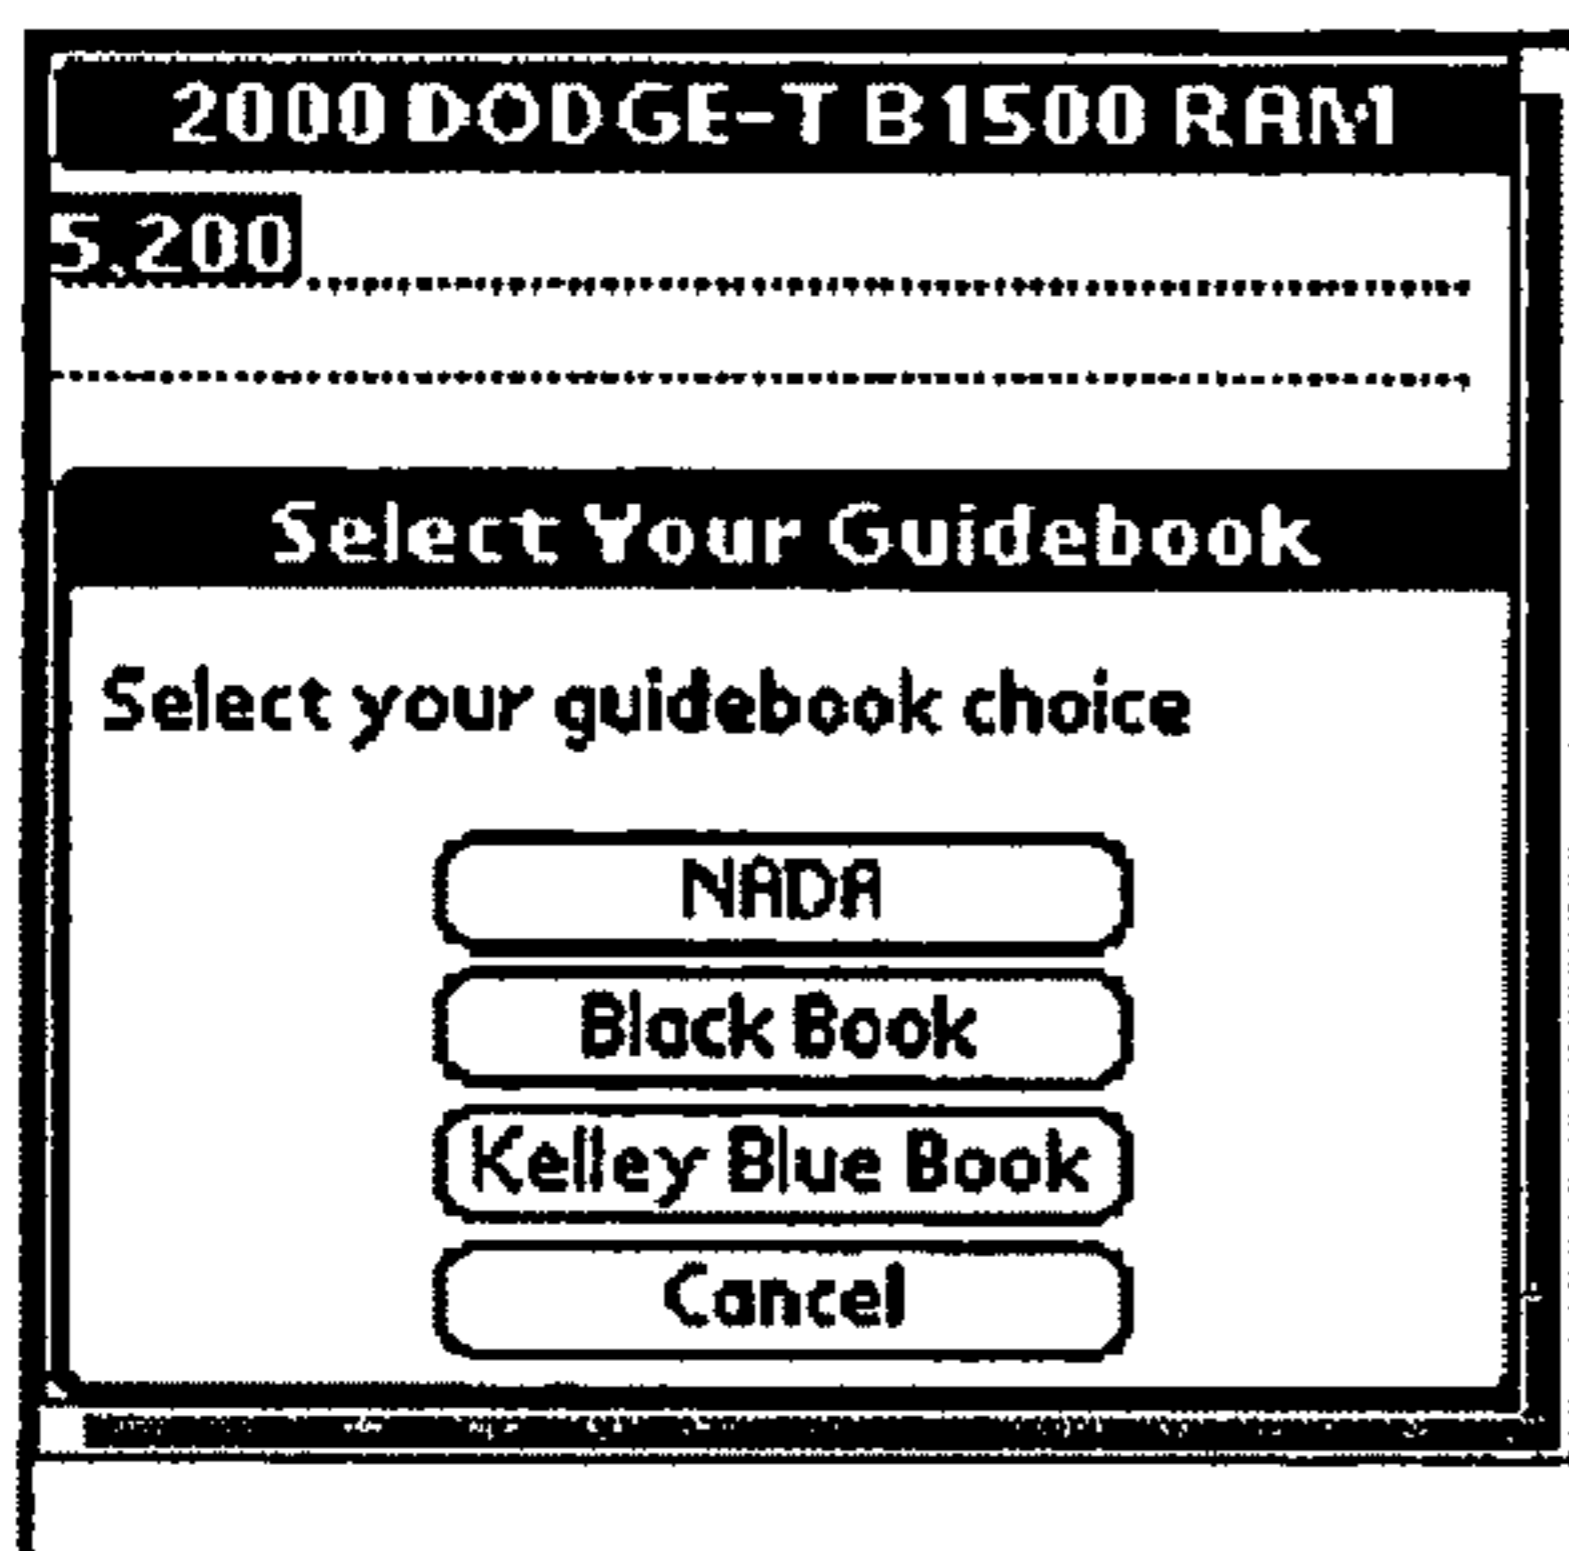 2000 DODGE-T B1500 RAM
5,200
Select Your Guidebook
Select your guidebook choice
NADA
Black Book
Kelley Blue Book
Cancel